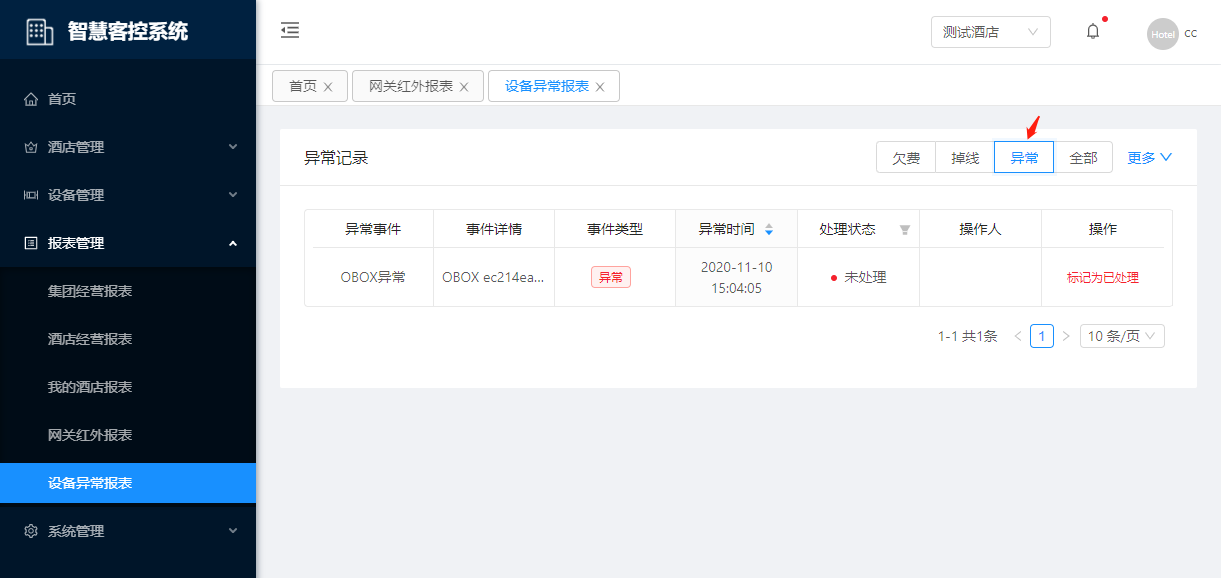 智慧客控系统
测试酒店
Hotel
cc
首页
酒店管理
设备管理
报表管理
集团经营报表
酒店经营报表
我的酒店报表
网关红外报表
设备异常报表
系统管理
首页
网关红外报表
设备异常报表
异常记录
欠费
掉线
异常
全部
更多
异常事件
事件详情
事件类型
异常时间
处理状态
操作人
操作
OBOX异常
OBOX ec214ea...
异常
2020-11-10
15:04:05
未处理
标记为已处理
1-1 共1条
1
10 条/页